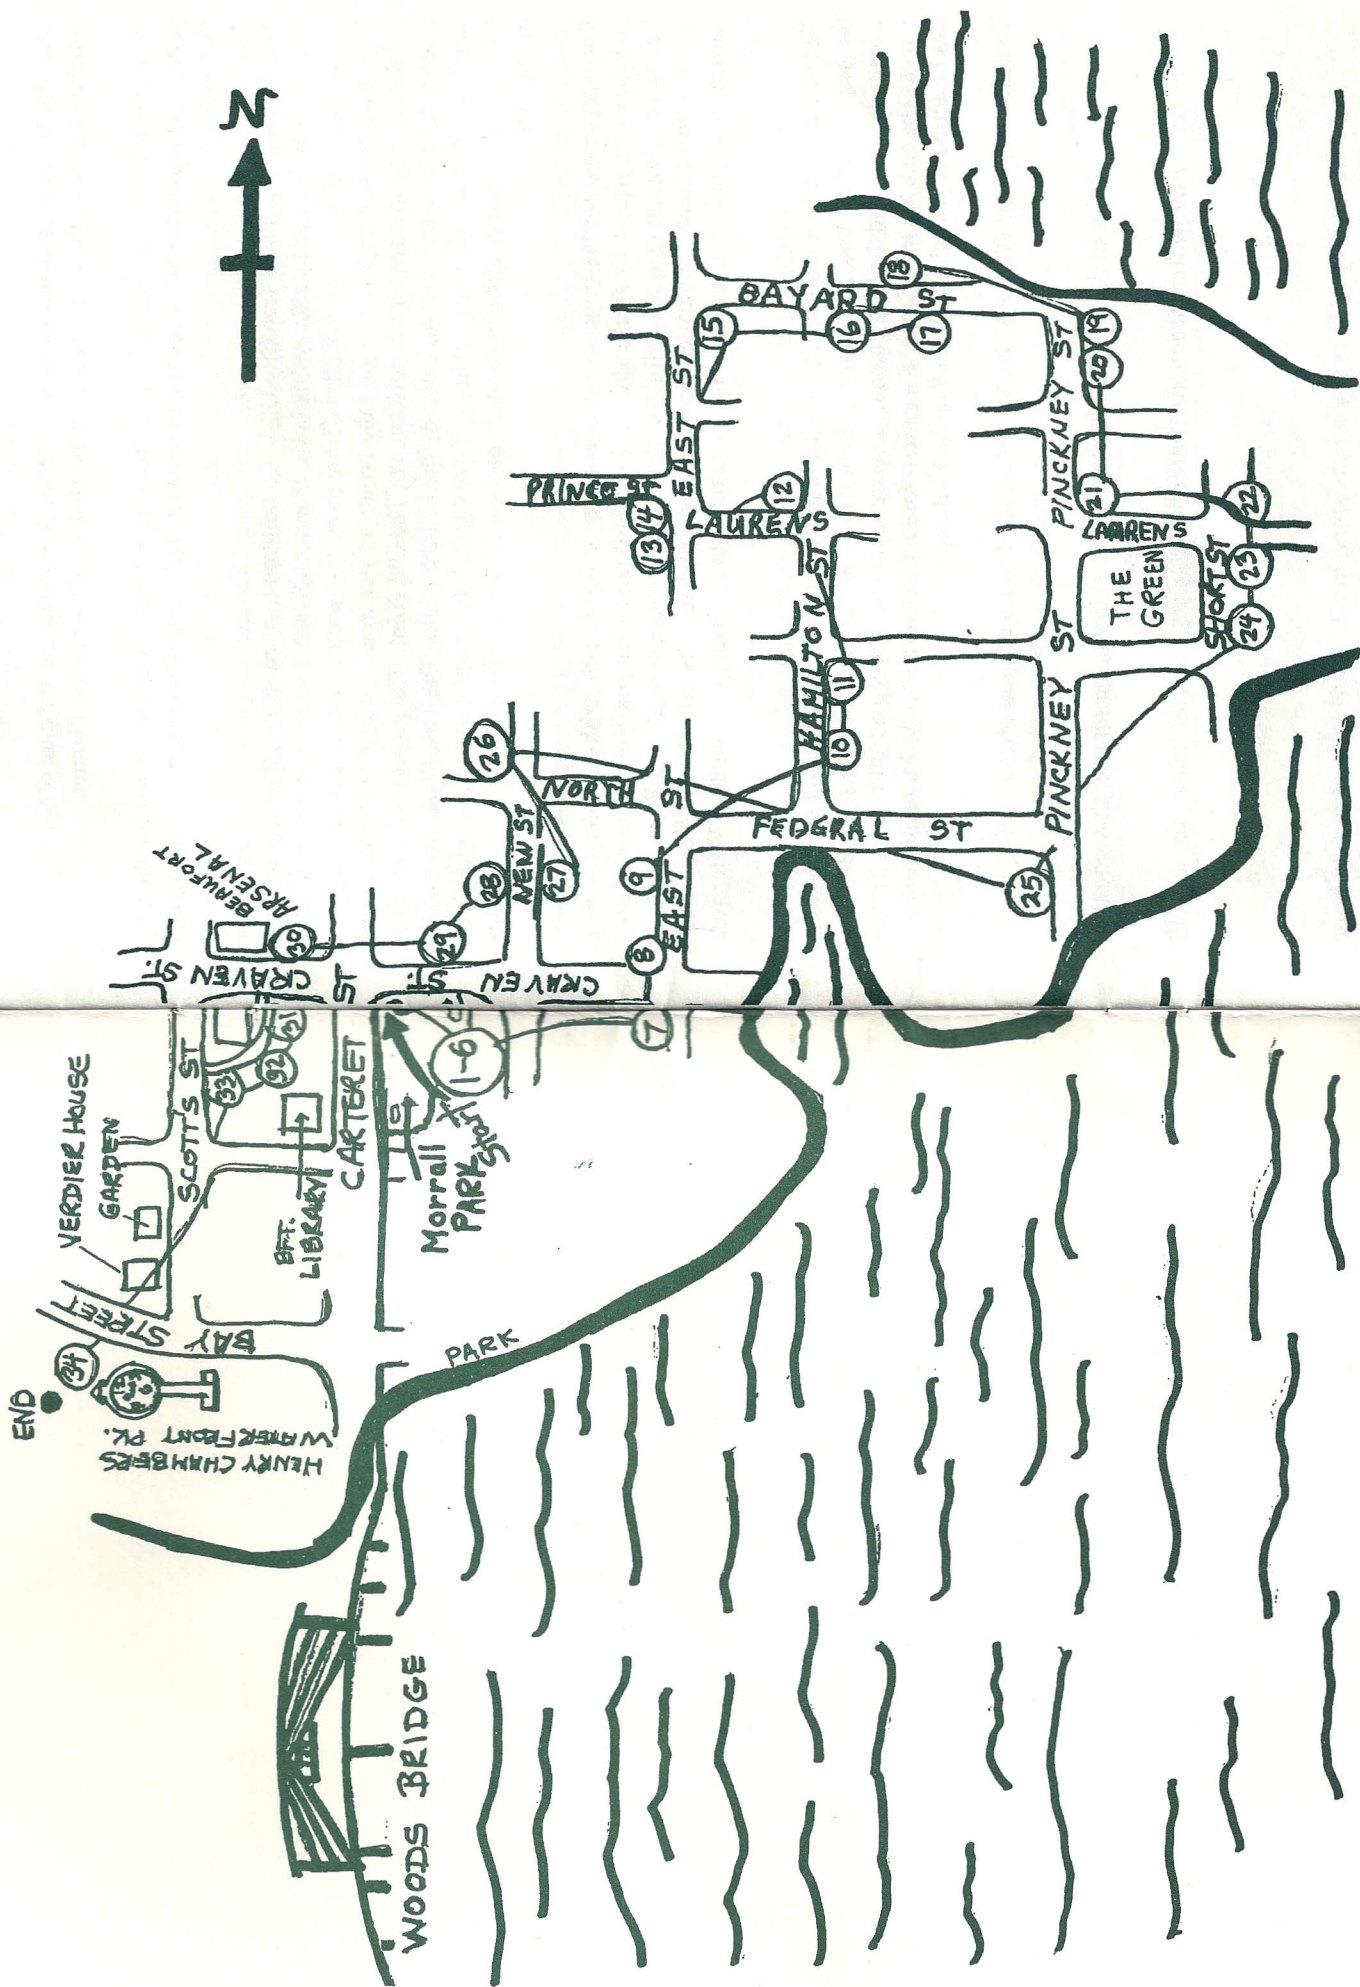 N
BAYARD ST
18
15
16
17
19
20
EAST ST
PINCKNEY ST
PRINCE ST
14
13
LAURENS
12
21
22
LAURENS
THE
GREEN
SHORT ST
23
24
HAMILTON ST
11
10
PINCKNEY ST
26
NORTH
ST
FEDERAL ST
NEW ST
27
28
9
EAST
25
BEAUFORT
ARSENAL
30
29
8
CRAVEN ST.
CRAVEN
ST.
CRAVEN
7
1-6
31
32
33
SCOTT'S ST
CARTERET ST
Morrall
PARK
X
Start
VERDIER HOUSE
GARDEN
BFT.
LIBRARY
BAY STREET
34
END
HENRY CHAMBERS
WATERFRONT PK.
PARK
WOODS BRIDGE